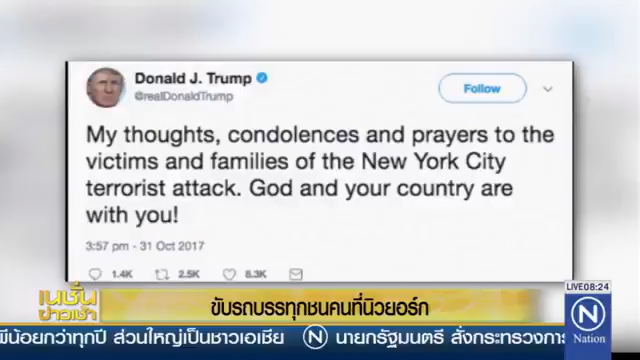 Donald J. Trump
@realDonaldTrump
Follow
My thoughts, condolences and prayers to the
victims and families of the New York City
terrorist attack. God and your country are
with you!
3:57 pm - 31 Oct 2017
1.4K 2.5K 8.3K
เนชั่น
ข่าวเช้า
ขับรถบรรทุกชนคนที่นิวยอร์ก
LIVE 08:24
N
Nation
พีน้อยกว่าทุกปี ส่วนใหญ่เป็นชาวเอเชีย N นายกรัฐมนตรี สั่งกระทรวงการ